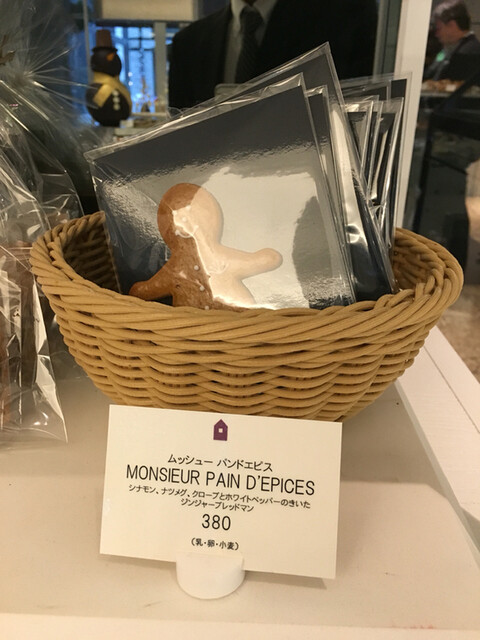 ムッシュー パンドエピス
MONSIEUR PAIN D'EPICES
シナモン、ナツメグ、クローブとホワイトペッパーのきいた
ジンジャーブレッドマン
380
（乳・卵・小麦）